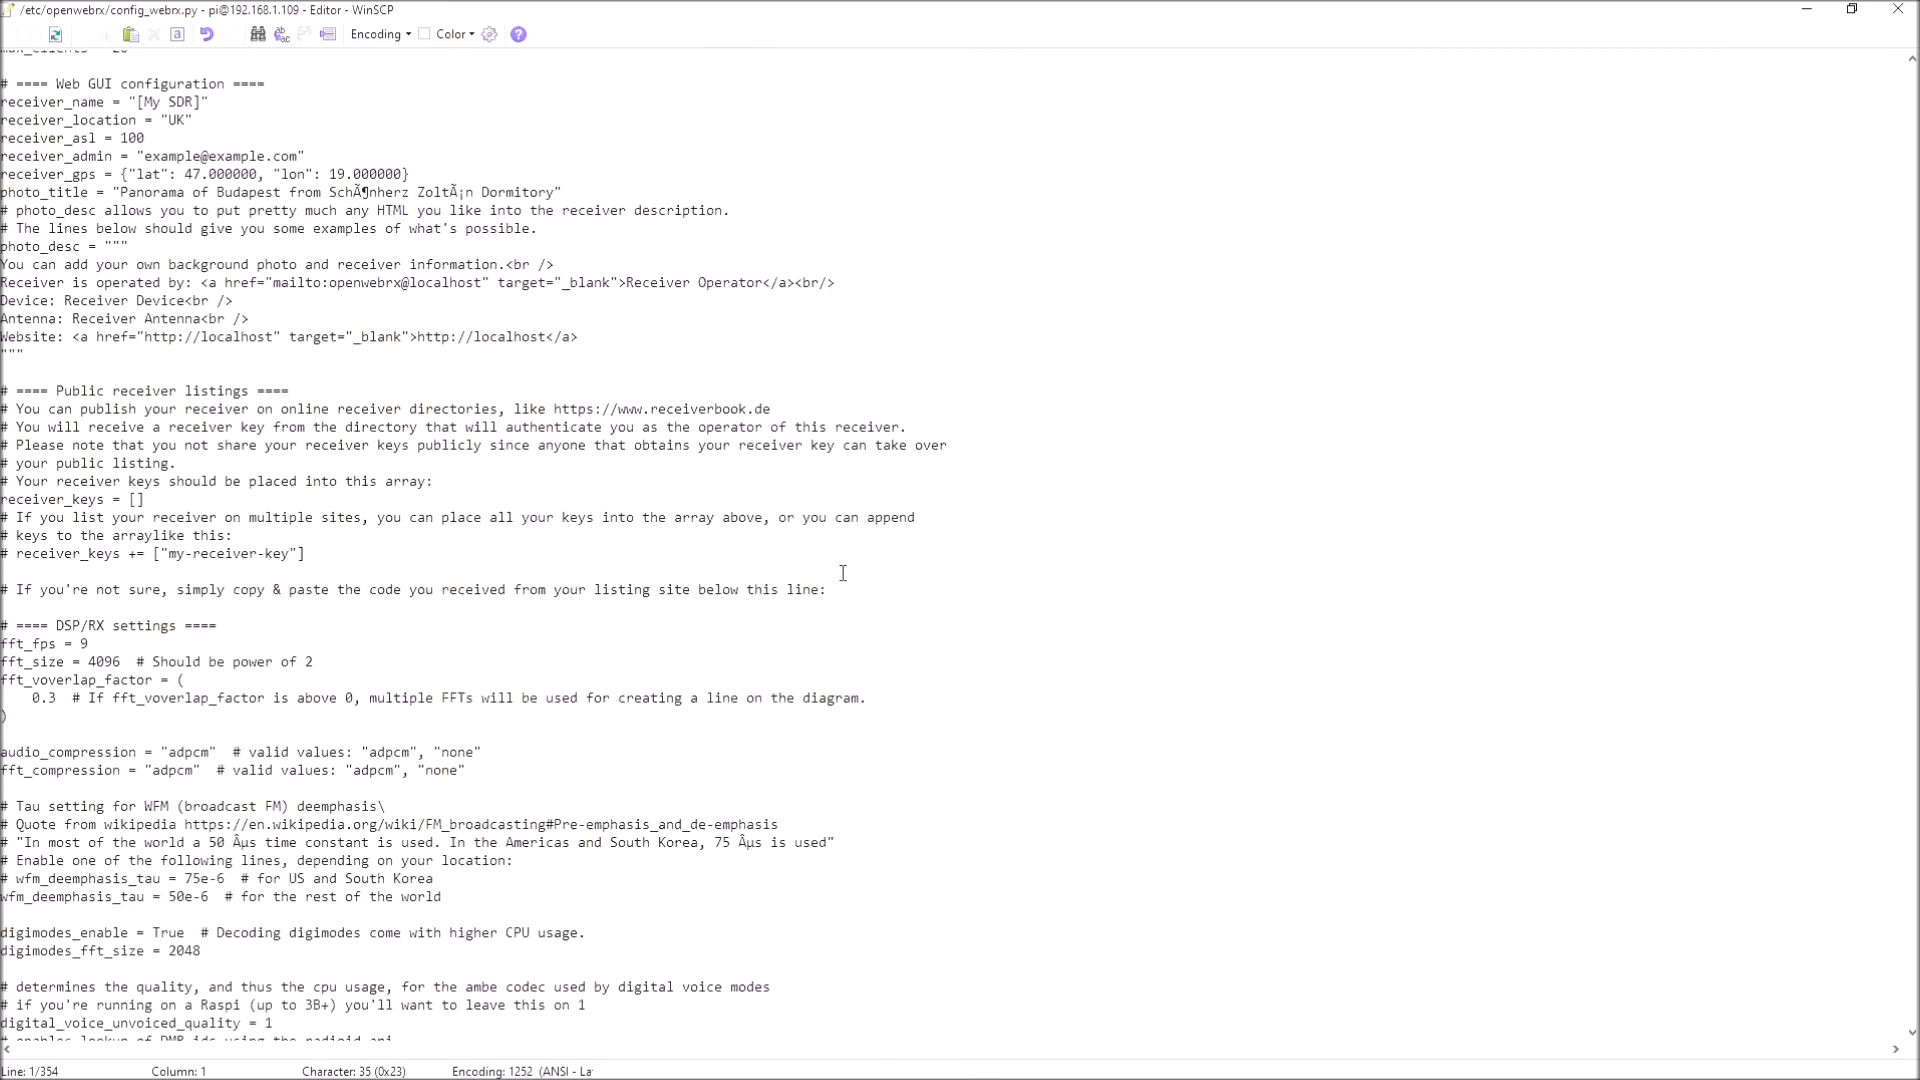 /etc/openwebrx/config_webrx.py - pi@192.168.1.109 - Editor - WinSCP
Encoding Color
max_clients = 20
# ==== Web GUI configuration ====
receiver_name = "[My SDR]"
receiver_location = "UK"
receiver_asl = 100
receiver_admin = "example@example.com"
receiver_gps = {"lat": 47.000000, "lon": 19.000000}
photo_title = "Panorama of Budapest from SchÃ¶nherz ZoltÃ¡n Dormitory"
# photo_desc allows you to put pretty much any HTML you like into the receiver description.
# The lines below should give you some examples of what's possible.
photo_desc = """
You can add your own background photo and receiver information.<br />
Receiver is operated by: <a href="mailto:openwebrx@localhost" target="_blank">Receiver Operator</a><br/>
Device: Receiver Device<br />
Antenna: Receiver Antenna<br />
Website: <a href="http://localhost" target="_blank">http://localhost</a>
"""
# ==== Public receiver listings ====
# You can publish your receiver on online receiver directories, like https://www.receiverbook.de
# You will receive a receiver key from the directory that will authenticate you as the operator of this receiver.
# Please note that you not share your receiver keys publicly since anyone that obtains your receiver key can take over
# your public listing.
# Your receiver keys should be placed into this array:
receiver_keys = []
# If you list your receiver on multiple sites, you can place all your keys into the array above, or you can append
# keys to the arraylike this:
# receiver_keys += ["my-receiver-key"]
# If you're not sure, simply copy & paste the code you received from your listing site below this line:
# ==== DSP/RX settings ====
fft_fps = 9
fft_size = 4096  # Should be power of 2
fft_voverlap_factor = (
    0.3  # If fft_voverlap_factor is above 0, multiple FFTs will be used for creating a line on the diagram.
)
audio_compression = "adpcm"  # valid values: "adpcm", "none"
fft_compression = "adpcm"  # valid values: "adpcm", "none"
# Tau setting for WFM (broadcast FM) deemphasis\
# Quote from wikipedia https://en.wikipedia.org/wiki/FM_broadcasting#Pre-emphasis_and_de-emphasis
# "In most of the world a 50 Âµs time constant is used. In the Americas and South Korea, 75 Âµs is used"
# Enable one of the following lines, depending on your location:
# wfm_deemphasis_tau = 75e-6  # for US and South Korea
wfm_deemphasis_tau = 50e-6  # for the rest of the world
digimodes_enable = True  # Decoding digimodes come with higher CPU usage.
digimodes_fft_size = 2048
# determines the quality, and thus the cpu usage, for the ambe codec used by digital voice modes
# if you're running on a Raspi (up to 3B+) you'll want to leave this on 1
digital_voice_unvoiced_quality = 1
# enables lookup of DMR ids using the radioid api
Line: 1/354 Column: 1 Character: 35 (0x23) Encoding: 1252 (ANSI - La